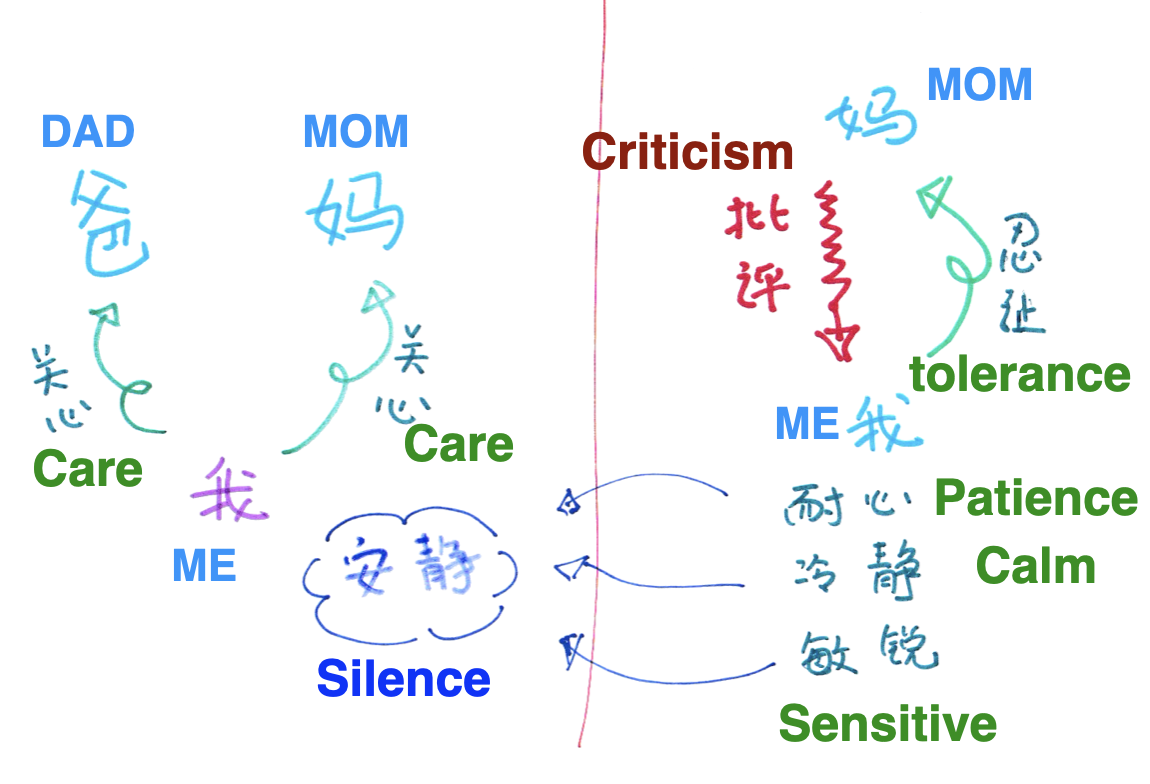 DAD
爸
MOM
妈
关
心
Care
关
心
Care
我
ME
安静
Silence
MOM
妈
Criticism
批
评
忍
tolerance
ME 我
耐心 Patience
冷静 Calm
敏锐
Sensitive